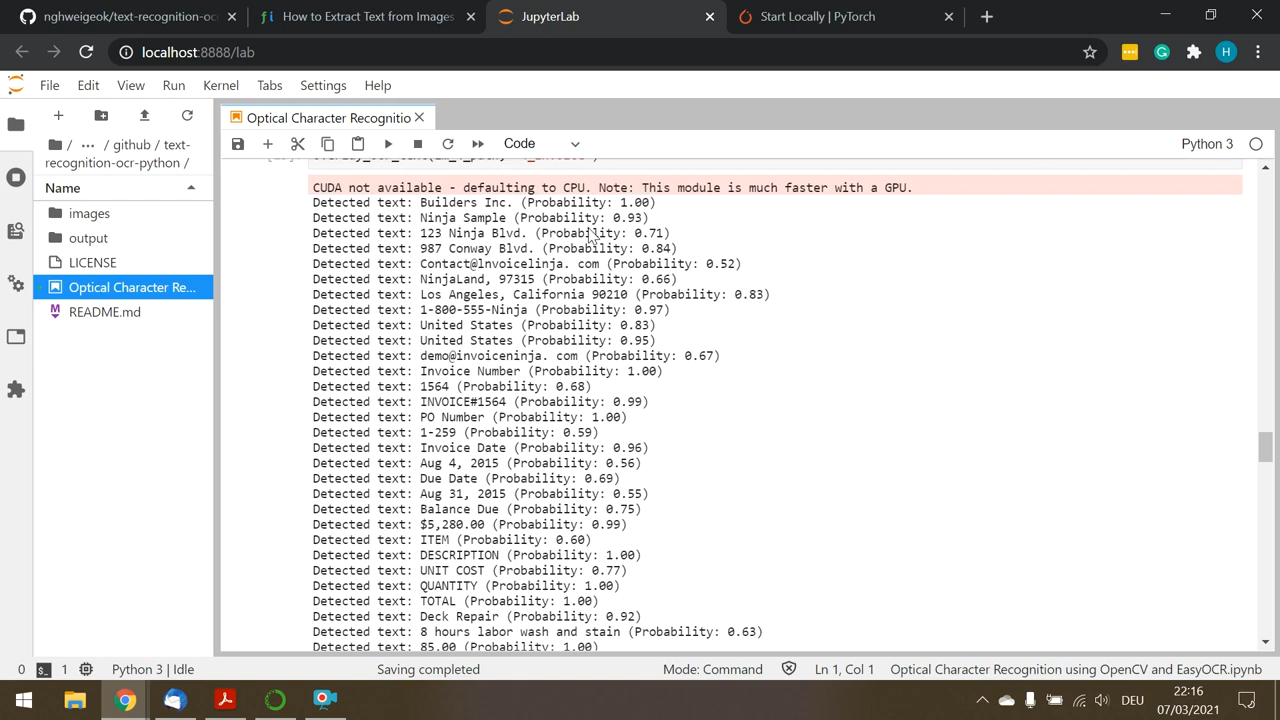 nghweigeok/text-recognition-oc
How to Extract Text from Images
JupyterLab
Start Locally | PyTorch
localhost:8888/lab
H
File Edit View Run Kernel Tabs Settings Help
Optical Character Recognitio
/ ··· / github / text-
recognition-ocr-python /
Code
Python 3
Name
images
output
LICENSE
Optical Character Re...
README.md
CUDA not available - defaulting to CPU. Note: This module is much faster with a GPU.
Detected text: Builders Inc. (Probability: 1.00)
Detected text: Ninja Sample (Probability: 0.93)
Detected text: 123 Ninja Blvd. (Probability: 0.71)
Detected text: 987 Conway Blvd. (Probability: 0.84)
Detected text: Contact@lnvoicelinja. com (Probability: 0.52)
Detected text: NinjaLand, 97315 (Probability: 0.66)
Detected text: Los Angeles, California 90210 (Probability: 0.83)
Detected text: 1-800-555-Ninja (Probability: 0.97)
Detected text: United States (Probability: 0.83)
Detected text: United States (Probability: 0.95)
Detected text: demo@invoiceninja. com (Probability: 0.67)
Detected text: Invoice Number (Probability: 1.00)
Detected text: 1564 (Probability: 0.68)
Detected text: INVOICE#1564 (Probability: 0.99)
Detected text: PO Number (Probability: 1.00)
Detected text: 1-259 (Probability: 0.59)
Detected text: Invoice Date (Probability: 0.96)
Detected text: Aug 4, 2015 (Probability: 0.56)
Detected text: Due Date (Probability: 0.69)
Detected text: Aug 31, 2015 (Probability: 0.55)
Detected text: Balance Due (Probability: 0.75)
Detected text: $5,280.00 (Probability: 0.99)
Detected text: ITEM (Probability: 0.60)
Detected text: DESCRIPTION (Probability: 1.00)
Detected text: UNIT COST (Probability: 0.77)
Detected text: QUANTITY (Probability: 1.00)
Detected text: TOTAL (Probability: 1.00)
Detected text: Deck Repair (Probability: 0.92)
Detected text: 8 hours labor wash and stain (Probability: 0.63)
Detected text: 85.00 (Probability: 1.00)
0 $_ 1 Python 3 | Idle Saving completed Mode: Command Ln 1, Col 1 Optical Character Recognition using OpenCV and EasyOCR.ipynb
DEU
22:16
07/03/2021